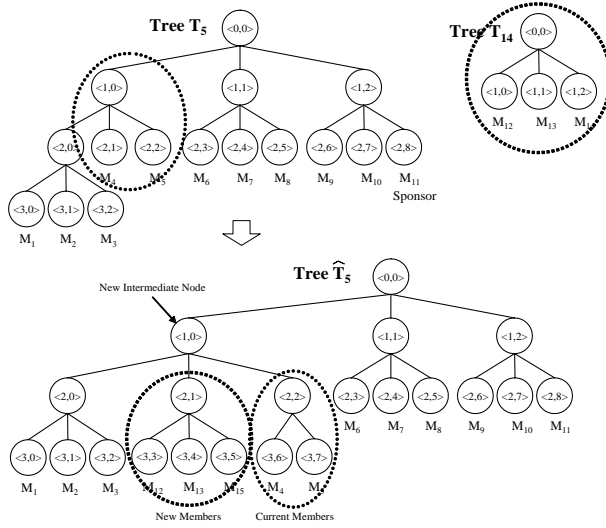 Tree T5
Tree T14
<0,0>
<0,0>
<1,0> <1,1> <1,2>
<1,0> <1,1> <1,2>
M12 M13
<2,0> <2,1> <2,2> <2,3> <2,4> <2,5> <2,6> <2,7> <2,8>
M4 M5 M6 M7 M8 M9 M10 M11
Sponsor
<3,0> <3,1> <3,2>
M1 M2 M3
Tree T̂5
<0,0>
New Intermediate Node
<1,0> <1,1> <1,2>
<2,0> <2,1> <2,2> <2,3> <2,4> <2,5> <2,6> <2,7> <2,8>
M6 M7 M8 M9 M10 M11
<3,0> <3,1> <3,2> <3,3> <3,4> <3,5> <3,6> <3,7>
M1 M2 M3 M12 M13 M15 M4
New Members
Current Members